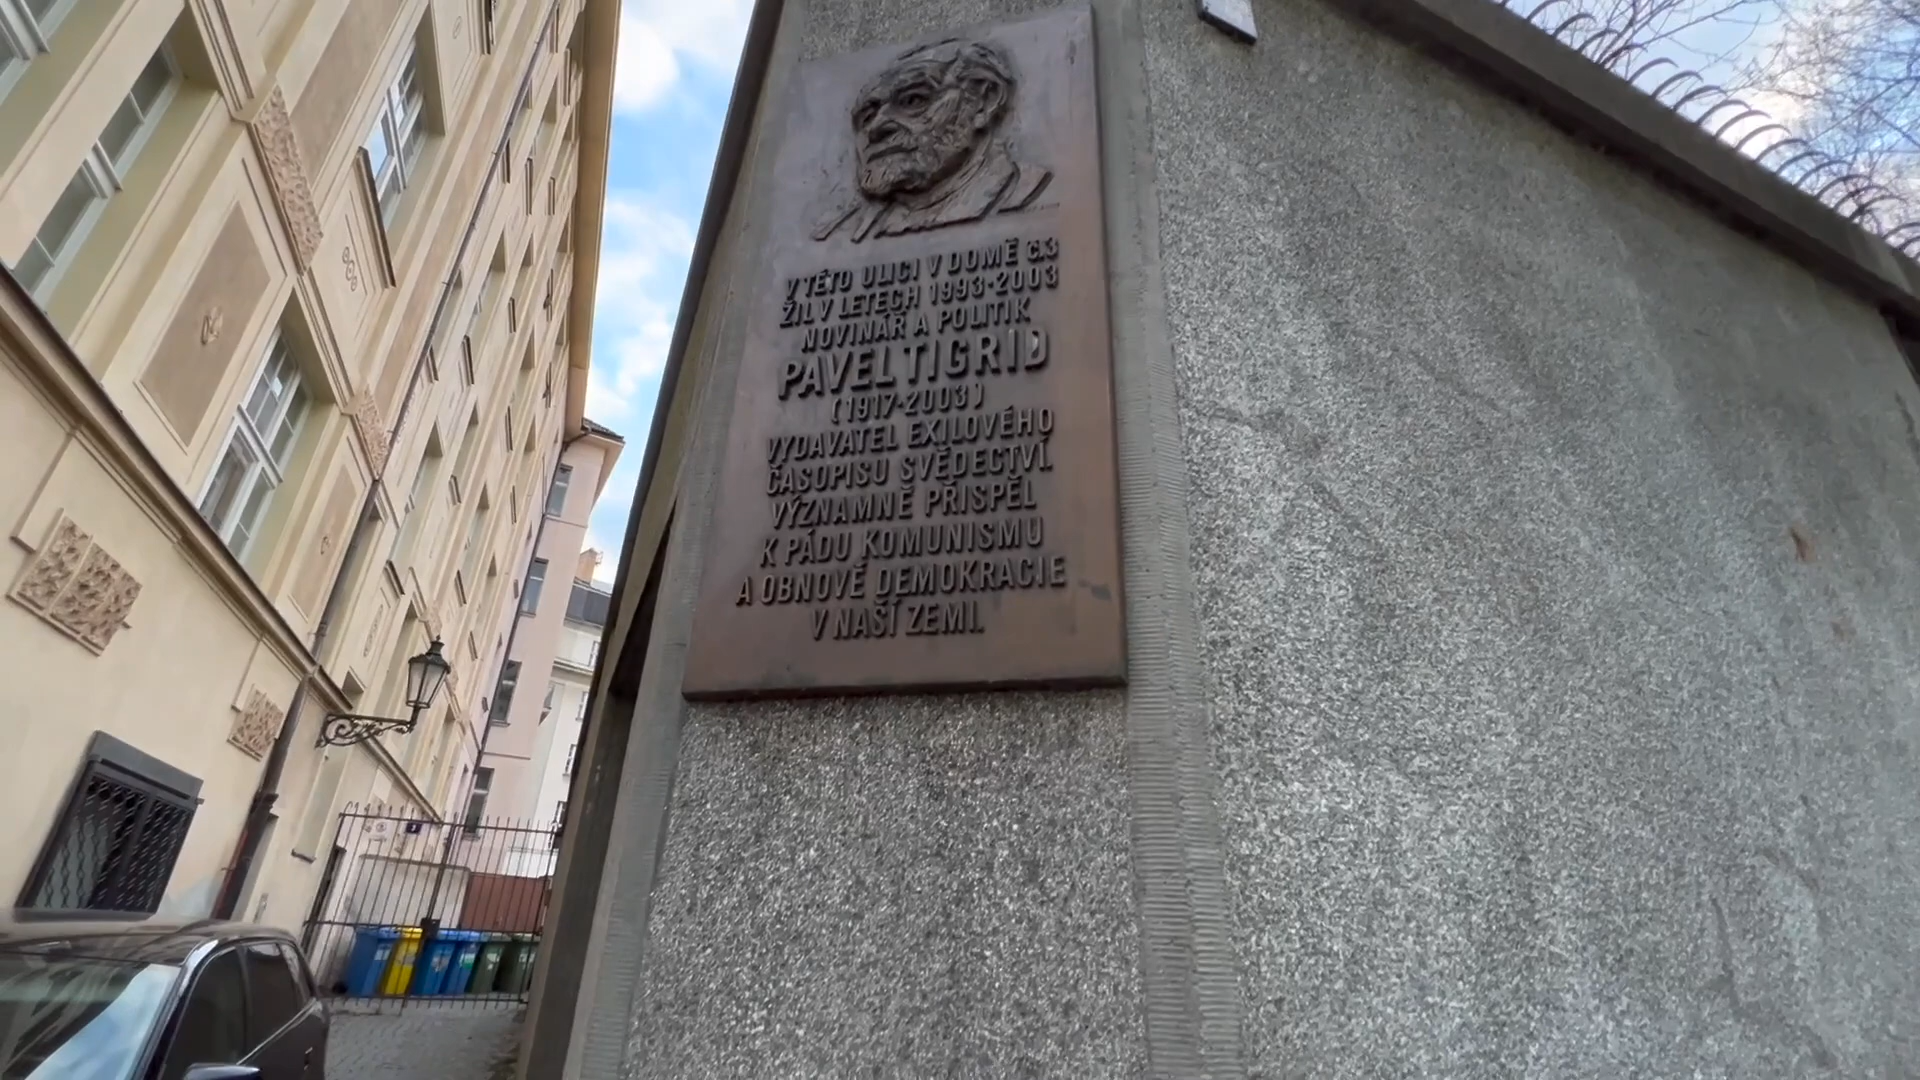 V TÉTO ULICI V DOMĚ Č.3
ŽIL V LETECH 1993-2003
NOVINÁŘ A POLITIK
PAVEL TIGRID
(1917-2003)
VYDAVATEL EXILOVÉHO
ČASOPISU SVĚDECTVÍ.
VÝZNAMNĚ PŘISPĚL
K PÁDU KOMUNISMU
A OBNOVĚ DEMOKRACIE
V NAŠÍ ZEMI.